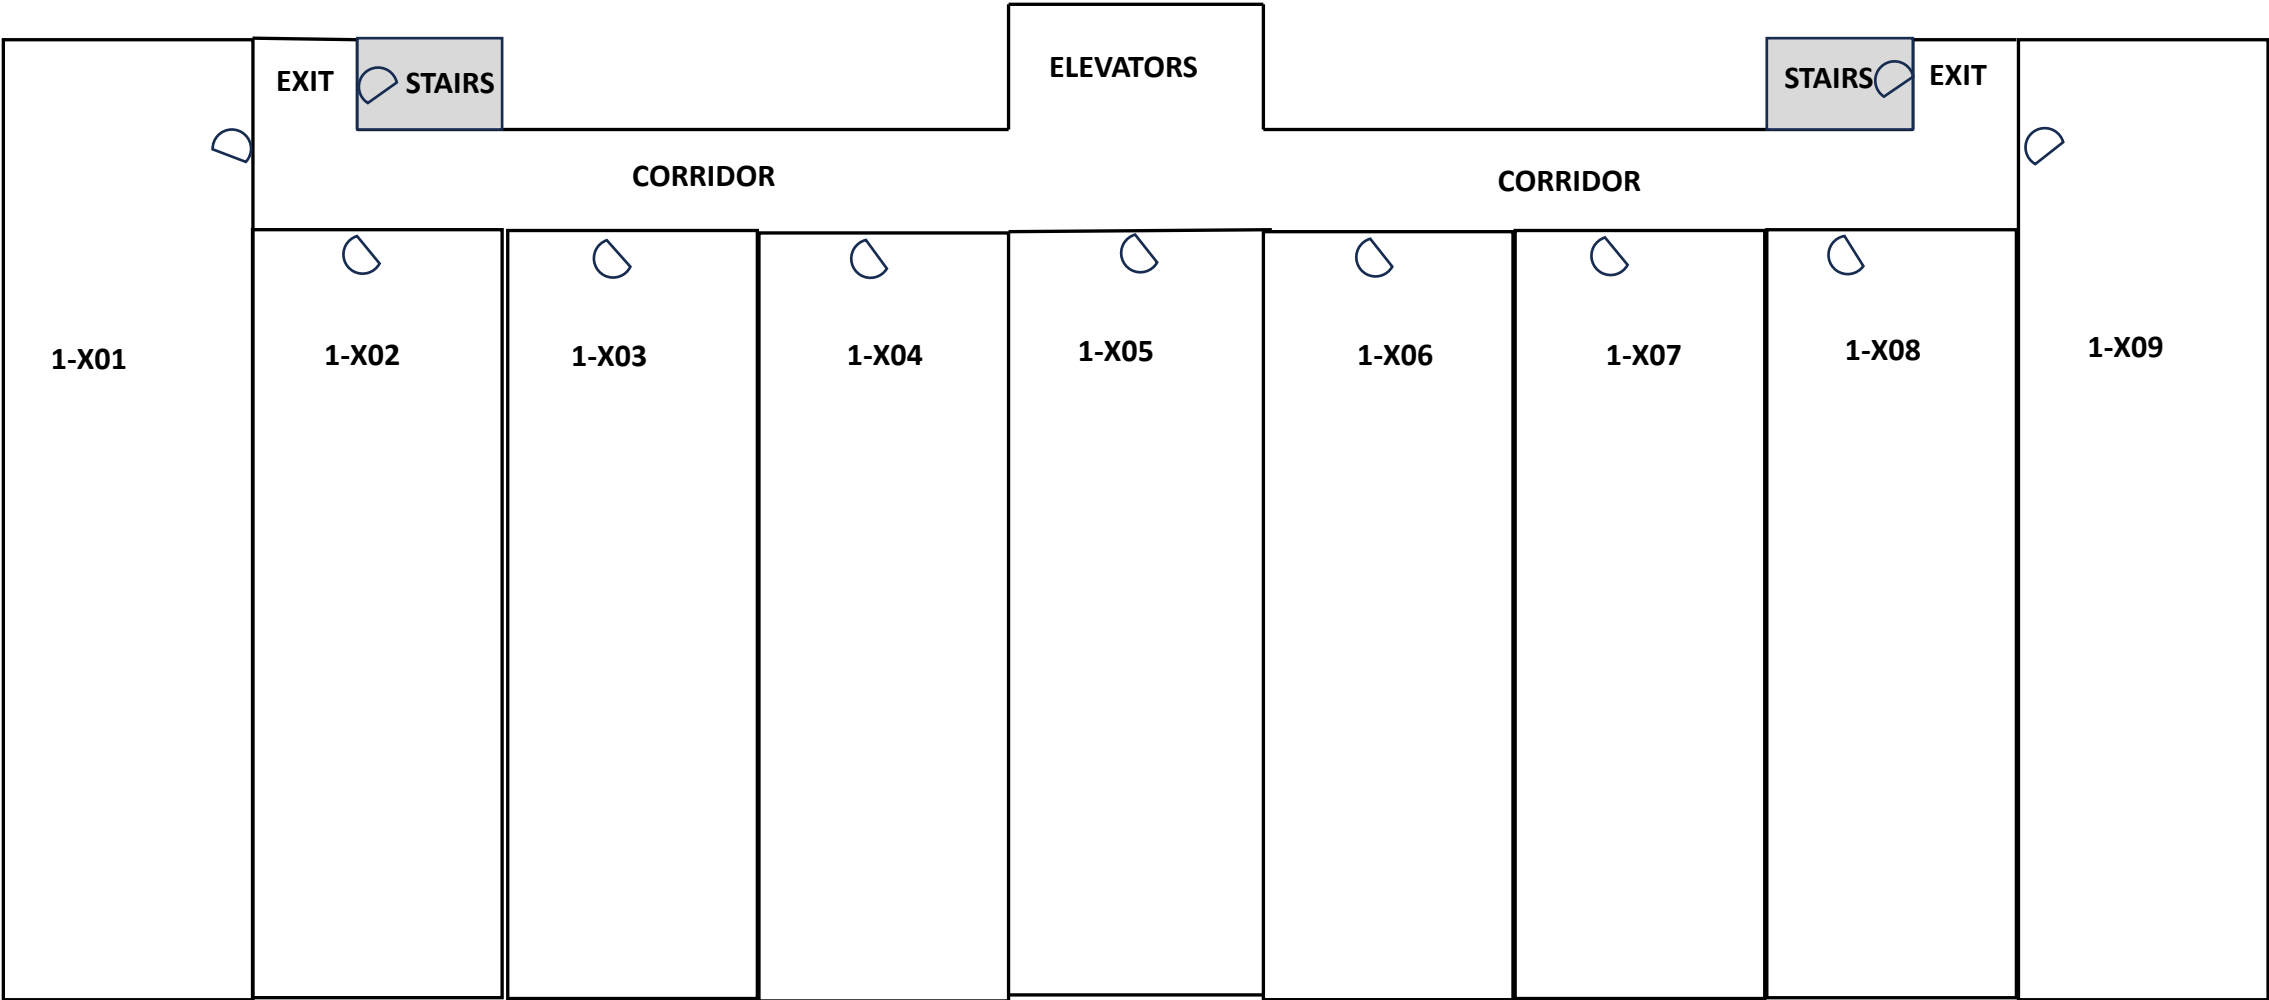 ELEVATORS
EXIT
STAIRS
STAIRS
EXIT
CORRIDOR
CORRIDOR
1-X01
1-X02
1-X03
1-X04
1-X05
1-X06
1-X07
1-X08
1-X09